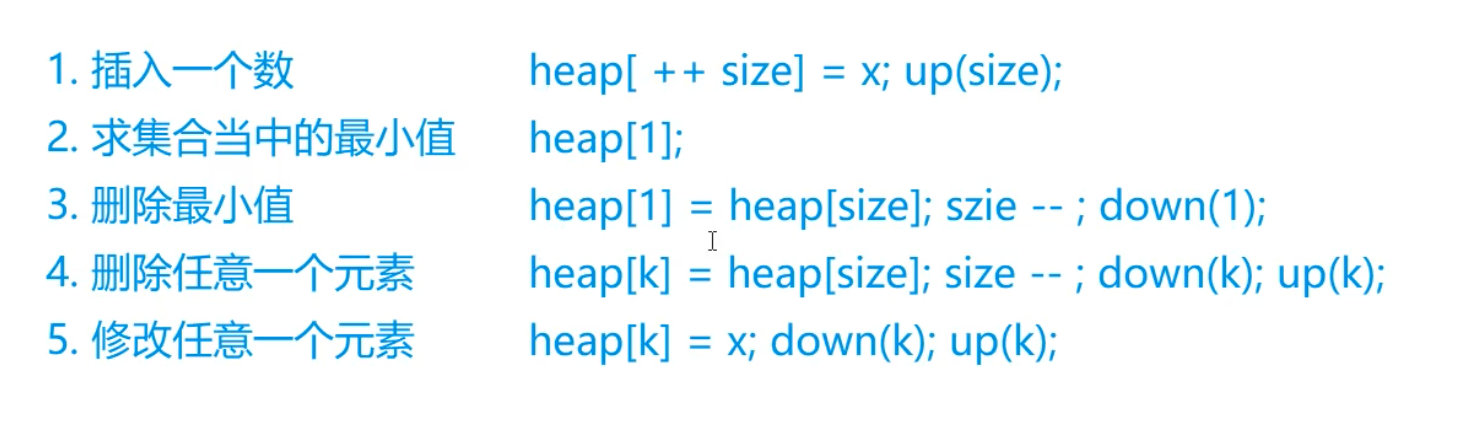 1. 插入一个数 heap[ ++ size] = x; up(size);
2. 求集合当中的最小值 heap[1];
3. 删除最小值 heap[1] = heap[size]; szie -- ; down(1);
4. 删除任意一个元素 heap[k] = heap[size]; size -- ; down(k); up(k);
5. 修改任意一个元素 heap[k] = x; down(k); up(k);